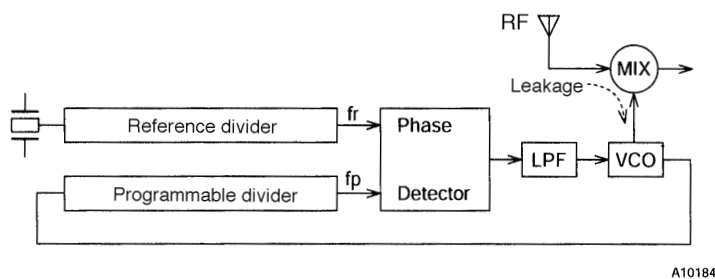 RF
MIX
Leakage
fr
Reference divider
Phase
LPF
VCO
fp
Programmable divider
Detector
A10184